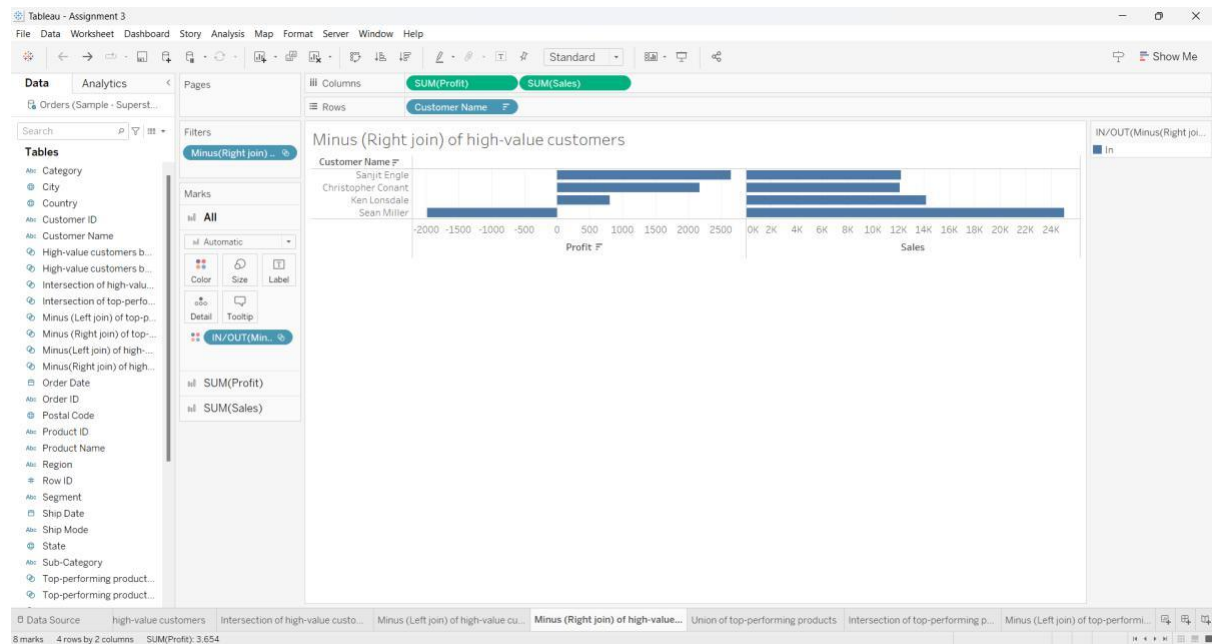 Tableau - Assignment 3
File Data Worksheet Dashboard Story Analysis Map Format Server Window Help
Standard
Show Me
Data Analytics
Pages
iii Columns SUM(Profit) SUM(Sales)
Orders (Sample - Superst...
Rows Customer Name
Search
Filters
Minus (Right join) of high-value customers
IN/OUT(Minus(Right joi...
In
Tables
Minus(Right join) ..
Customer Name
Abc Category
City
Country
Abc Customer ID
Abc Customer Name
High-value customers b...
High-value customers b...
Intersection of high-valu...
Intersection of top-perfo...
Minus (Left join) of top-p...
Minus (Right join) of top-...
Minus(Left join) of high-...
Minus(Right join) of high...
Order Date
Abc Order ID
Postal Code
Abc Product ID
Abc Product Name
Abc Region
# Row ID
Abc Segment
Ship Date
Abc Ship Mode
State
Abc Sub-Category
Top-performing product...
Top-performing product...
Marks
All
Automatic
Color Size Label
Detail Tooltip
IN/OUT(Min..
SUM(Profit)
SUM(Sales)
Sanjit Engle
Christopher Conant
Ken Lonsdale
Sean Miller
-2000 -1500 -1000 -500 0 500 1000 1500 2000 2500
Profit
0K 2K 4K 6K 8K 10K 12K 14K 16K 18K 20K 22K 24K
Sales
Data Source high-value customers Intersection of high-value custo... Minus (Left join) of high-value cu... Minus (Right join) of high-value... Union of top-performing products Intersection of top-performing p... Minus (Left join) of top-performi...
8 marks 4 rows by 2 columns SUM(Profit): 3,654